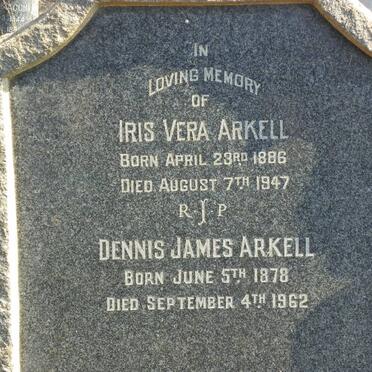 IN
LOVING MEMORY
OF
IRIS VERA ARKELL
BORN APRIL 23RD 1886
DIED AUGUST 7TH 1947
R I P
DENNIS JAMES ARKELL
BORN JUNE 5TH 1878
DIED SEPTEMBER 4TH 1962